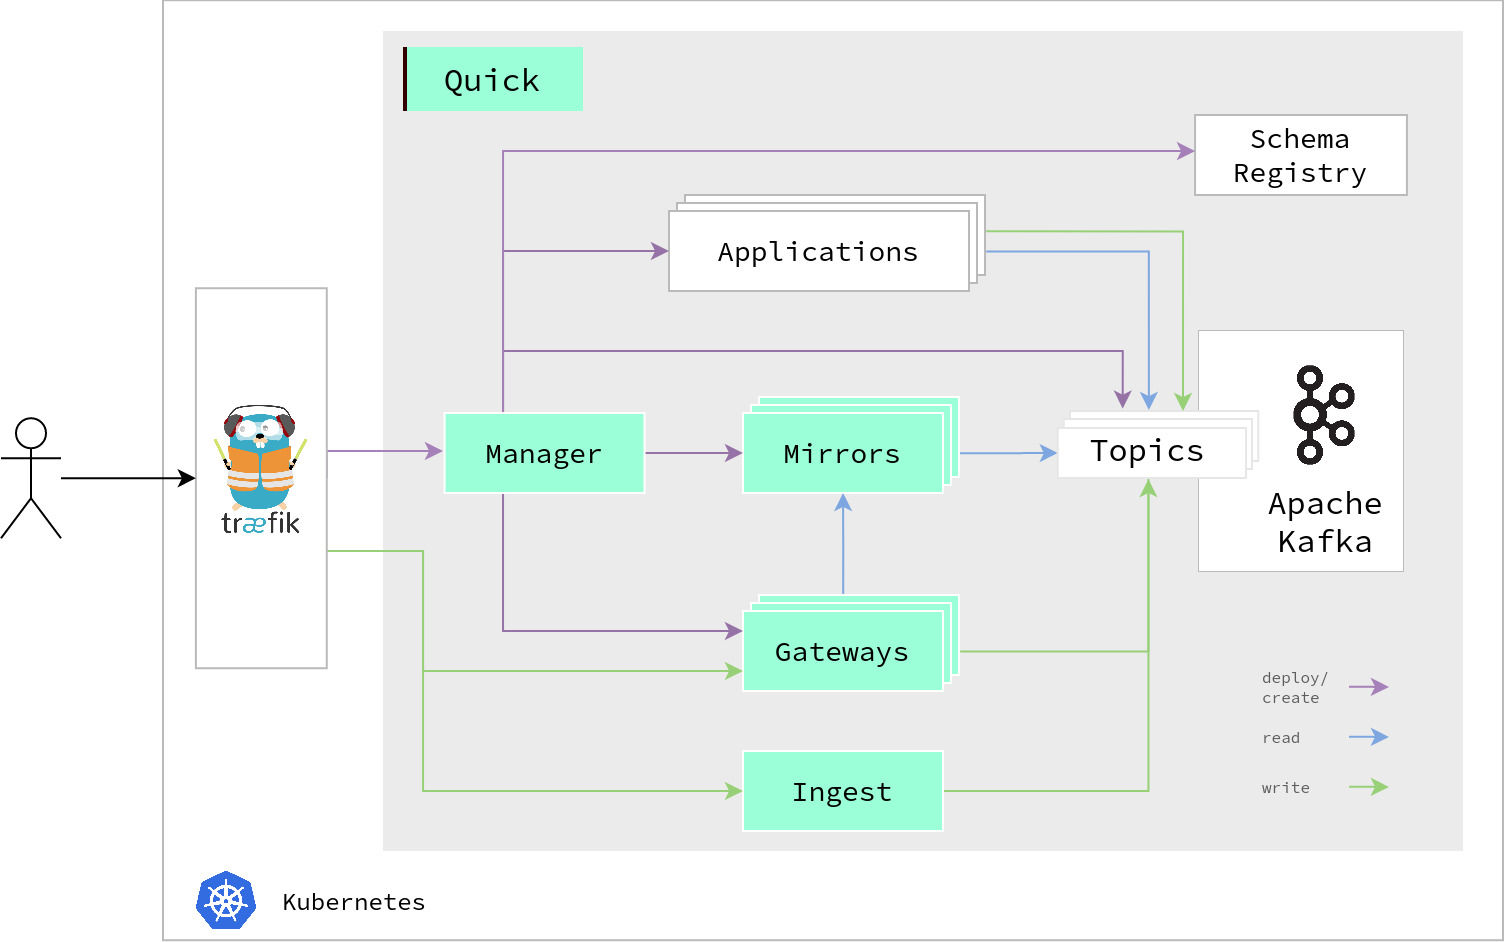 Quick
Schema
Registry
Applications
Manager
Mirrors
Topics
træfik
Apache
Kafka
Gateways
deploy/
create
read
write
Ingest
Kubernetes